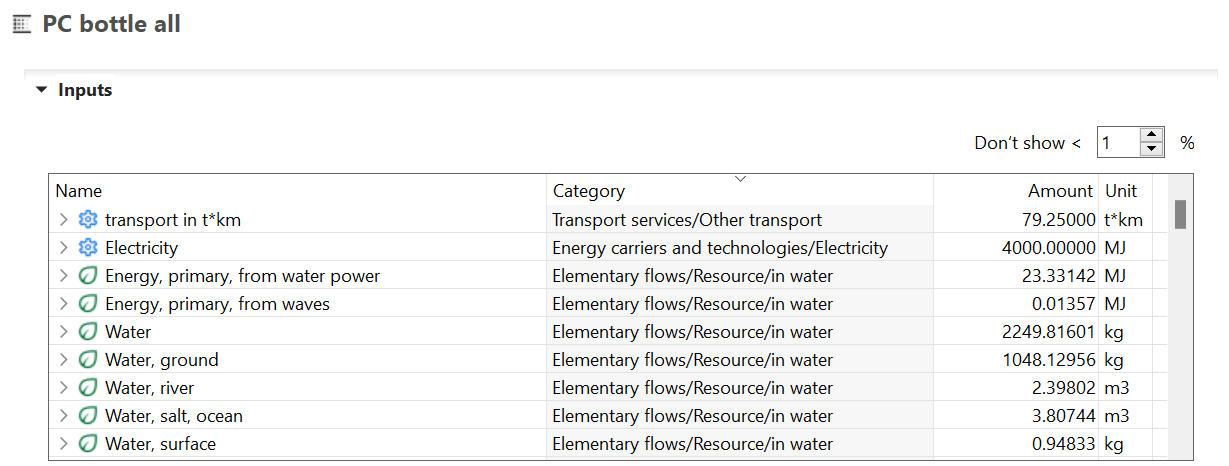 PC bottle all
Inputs
Don't show < 1 %
Name Category Amount Unit
transport in t*km Transport services/Other transport 79.25000 t*km
Electricity Energy carriers and technologies/Electricity 4000.00000 MJ
Energy, primary, from water power Elementary flows/Resource/in water 23.33142 MJ
Energy, primary, from waves Elementary flows/Resource/in water 0.01357 MJ
Water Elementary flows/Resource/in water 2249.81601 kg
Water, ground Elementary flows/Resource/in water 1048.12956 kg
Water, river Elementary flows/Resource/in water 2.39802 m3
Water, salt, ocean Elementary flows/Resource/in water 3.80744 m3
Water, surface Elementary flows/Resource/in water 0.94833 kg